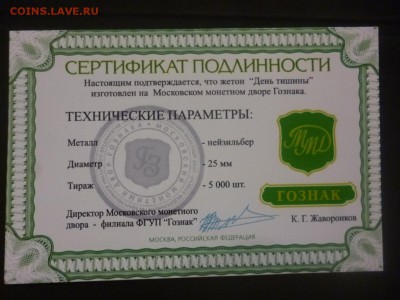 COINS.LAVE.RU
СЕРТИФИКАТ ПОДЛИННОСТИ
Настоящим подтверждается, что жетон "День тишины"
изготовлен на Московском монетном дворе Гознака.
ТЕХНИЧЕСКИЕ ПАРАМЕТРЫ:
Металл - нейзильбер
Диаметр - 25 мм
Тираж - 5 000 шт.
ММД
ГОЗНАК
Директор Московского монетного
двора - филиала ФГУП "Гознак" К. Г. Жаворонков
МОСКВА, РОССИЙСКАЯ ФЕДЕРАЦИЯ